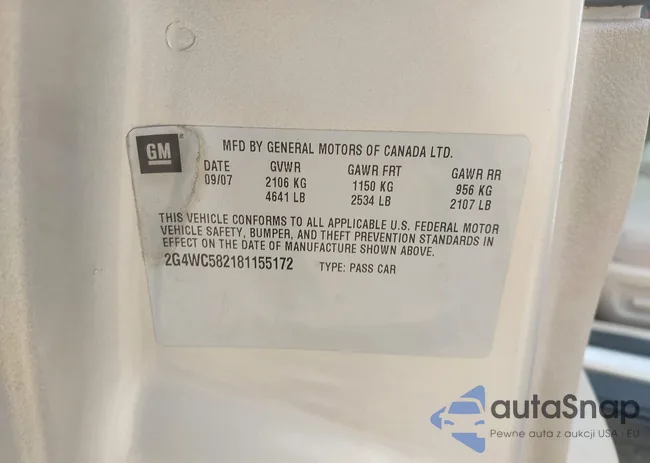 GM
MFD BY GENERAL MOTORS OF CANADA LTD.
DATE GVWR GAWR FRT GAWR RR
09/07 2106 KG 1150 KG 956 KG
4641 LB 2534 LB 2107 LB
THIS VEHICLE CONFORMS TO ALL APPLICABLE U.S. FEDERAL MOTOR
VEHICLE SAFETY, BUMPER, AND THEFT PREVENTION STANDARDS IN
EFFECT ON THE DATE OF MANUFACTURE SHOWN ABOVE.
2G4WC582181155172 TYPE: PASS CAR
autaSnap
Pewne auta z aukcji USA i EU